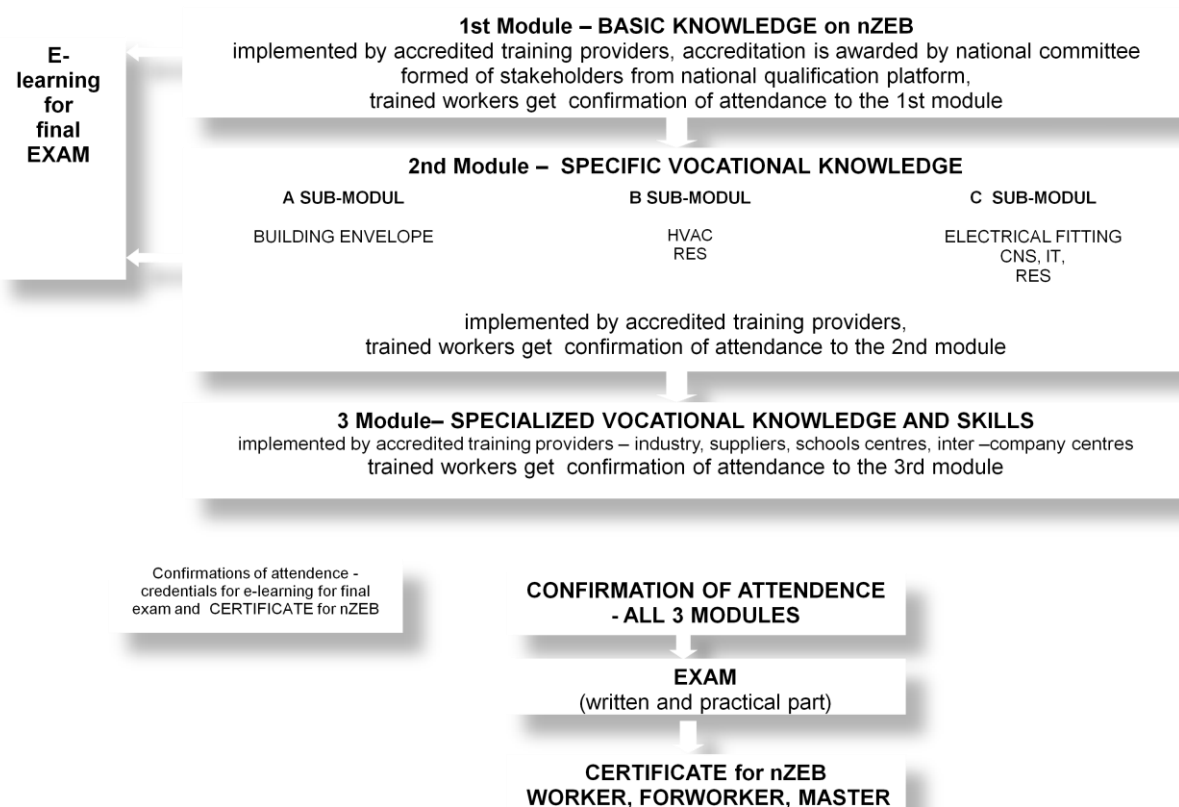 E-
learning
for
final
EXAM
1st Module – BASIC KNOWLEDGE on nZEB
implemented by accredited training providers, accreditation is awarded by national committee
formed of stakeholders from national qualification platform,
trained workers get confirmation of attendance to the 1st module
2nd Module – SPECIFIC VOCATIONAL KNOWLEDGE
A SUB-MODUL
BUILDING ENVELOPE
B SUB-MODUL
HVAC
RES
C SUB-MODUL
ELECTRICAL FITTING
CNS, IT,
RES
implemented by accredited training providers,
trained workers get confirmation of attendance to the 2nd module
3 Module– SPECIALIZED VOCATIONAL KNOWLEDGE AND SKILLS
implemented by accredited training providers – industry, suppliers, schools centres, inter –company centres
trained workers get confirmation of attendance to the 3rd module
Confirmations of attendence -
credentials for e-learning for final
exam and CERTIFICATE for nZEB
CONFIRMATION OF ATTENDENCE
- ALL 3 MODULES
EXAM
(written and practical part)
CERTIFICATE for nZEB
WORKER, FORWORKER, MASTER